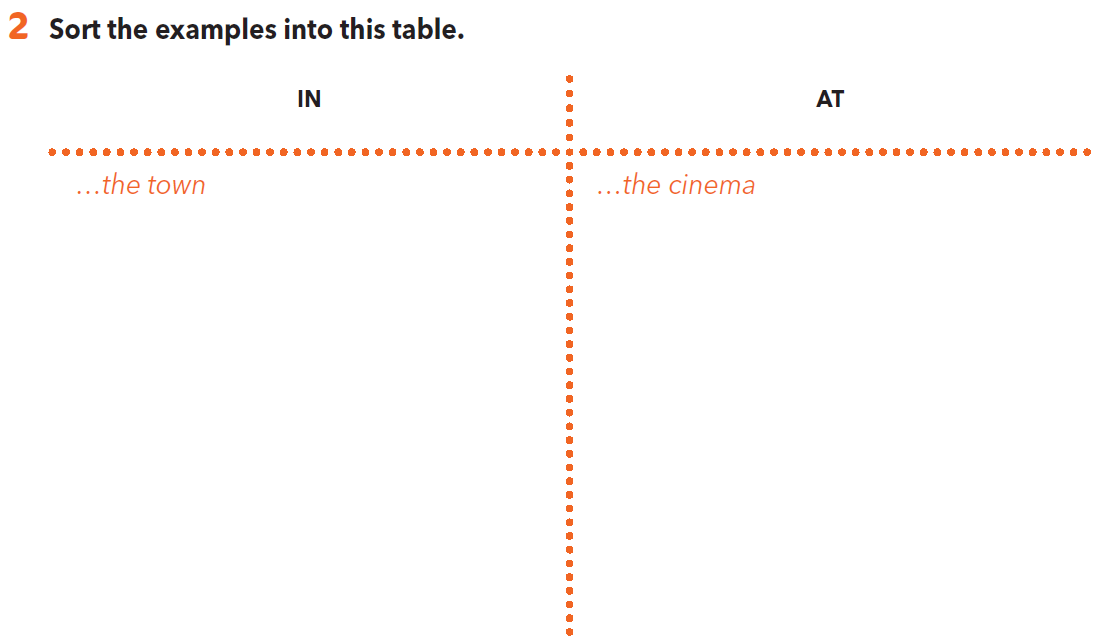 2 Sort the examples into this table.
IN AT
...the town ...the cinema